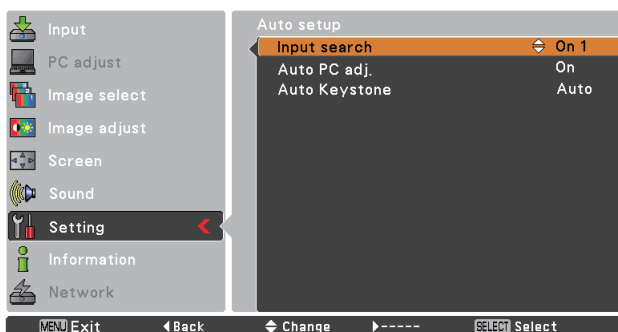 Input
PC adjust
Image select
Image adjust
Screen
Sound
Setting
Information
Network
Auto setup
Input search On 1
Auto PC adj. On
Auto Keystone Auto
MENU Exit Back Change ----- SELECT Select